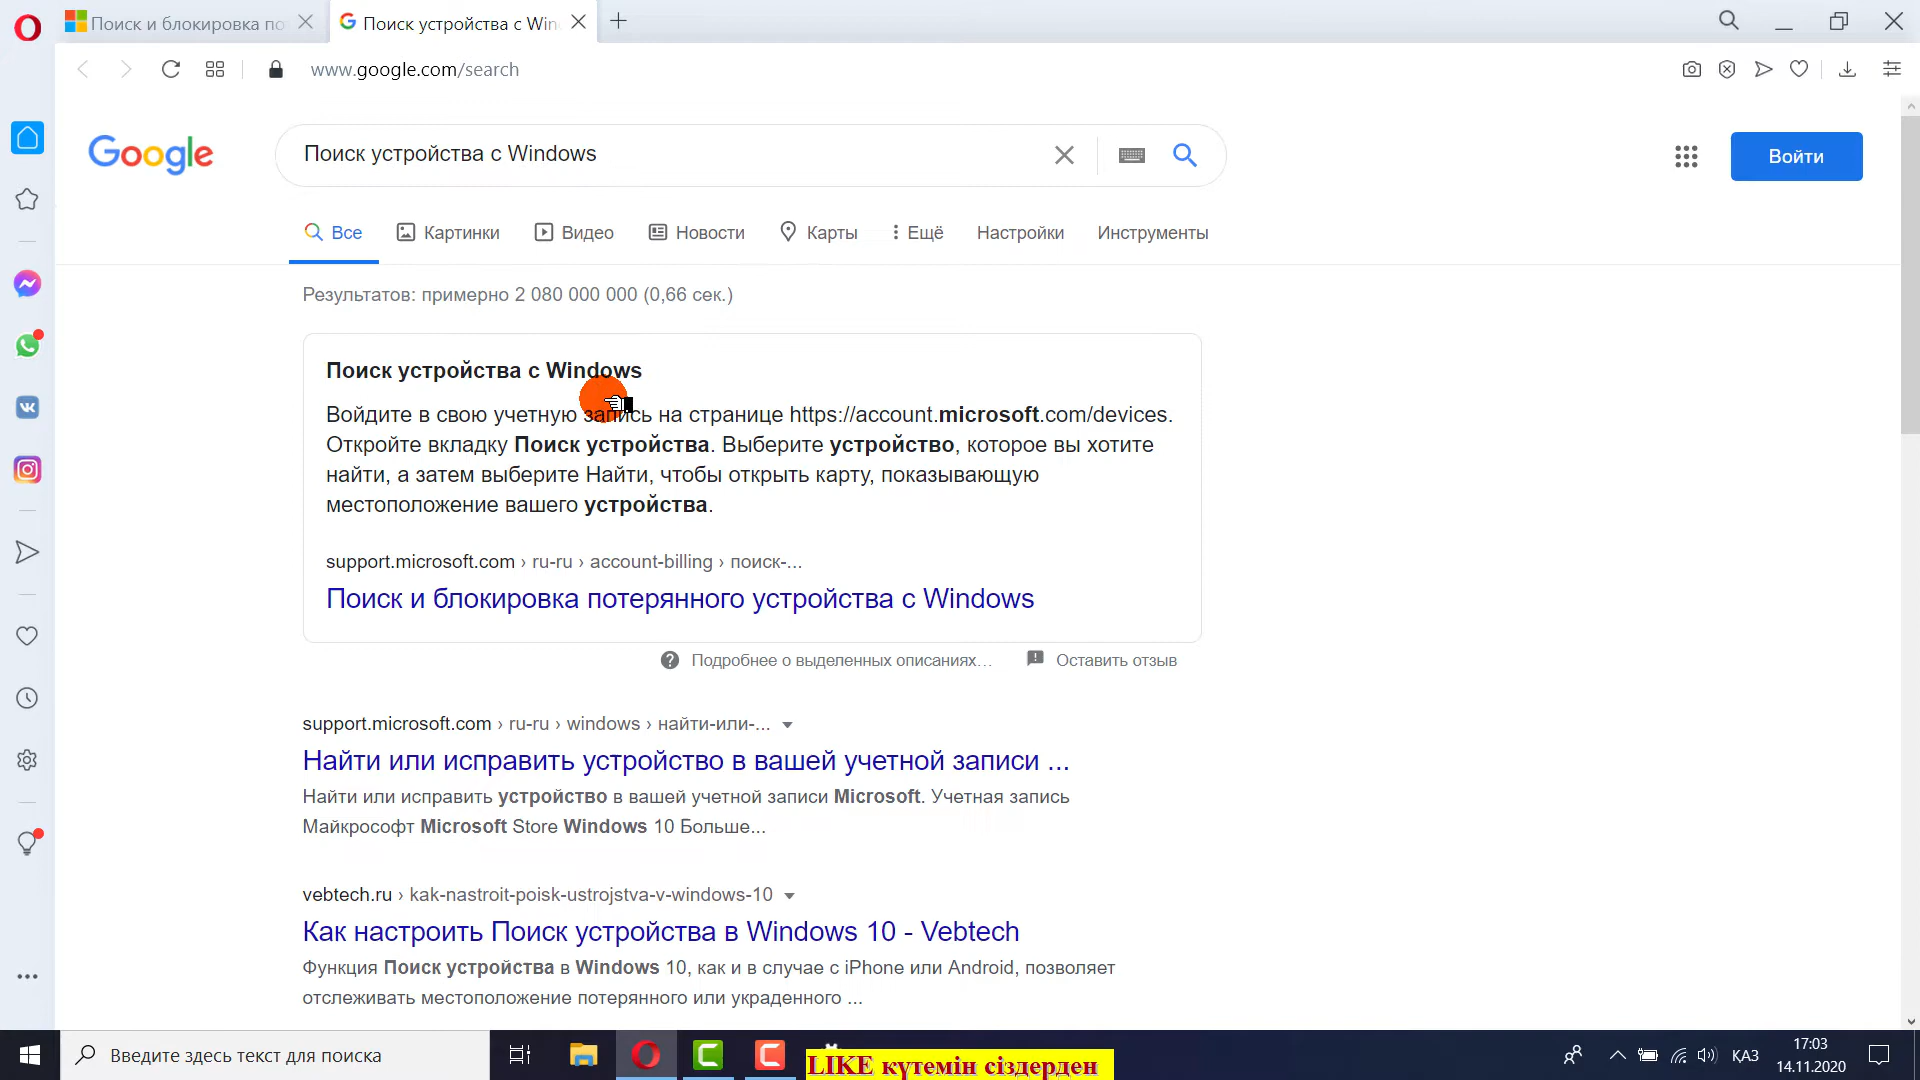 Поиск и блокировка по
Поиск устройства с Win
www.google.com/search
Google
Поиск устройства с Windows
Войти
Все
Картинки
Видео
Новости
Карты
Ещё
Настройки
Инструменты
Результатов: примерно 2 080 000 000 (0,66 сек.)
Поиск устройства с Windows
Войдите в свою учетную запись на странице https://account.microsoft.com/devices.
Откройте вкладку Поиск устройства. Выберите устройство, которое вы хотите
найти, а затем выберите Найти, чтобы открыть карту, показывающую
местоположение вашего устройства.
support.microsoft.com › ru-ru › account-billing › поиск-...
Поиск и блокировка потерянного устройства с Windows
Подробнее о выделенных описаниях...
Оставить отзыв
support.microsoft.com › ru-ru › windows › найти-или-...
Найти или исправить устройство в вашей учетной записи ...
Найти или исправить устройство в вашей учетной записи Microsoft. Учетная запись
Майкрософт Microsoft Store Windows 10 Больше...
vebtech.ru › kak-nastroit-poisk-ustrojstva-v-windows-10
Как настроить Поиск устройства в Windows 10 - Vebtech
Функция Поиск устройства в Windows 10, как и в случае с iPhone или Android, позволяет
отслеживать местоположение потерянного или украденного ...
Введите здесь текст для поиска
LIKE күтемін сіздерден
ҚАЗ
17:03
14.11.2020